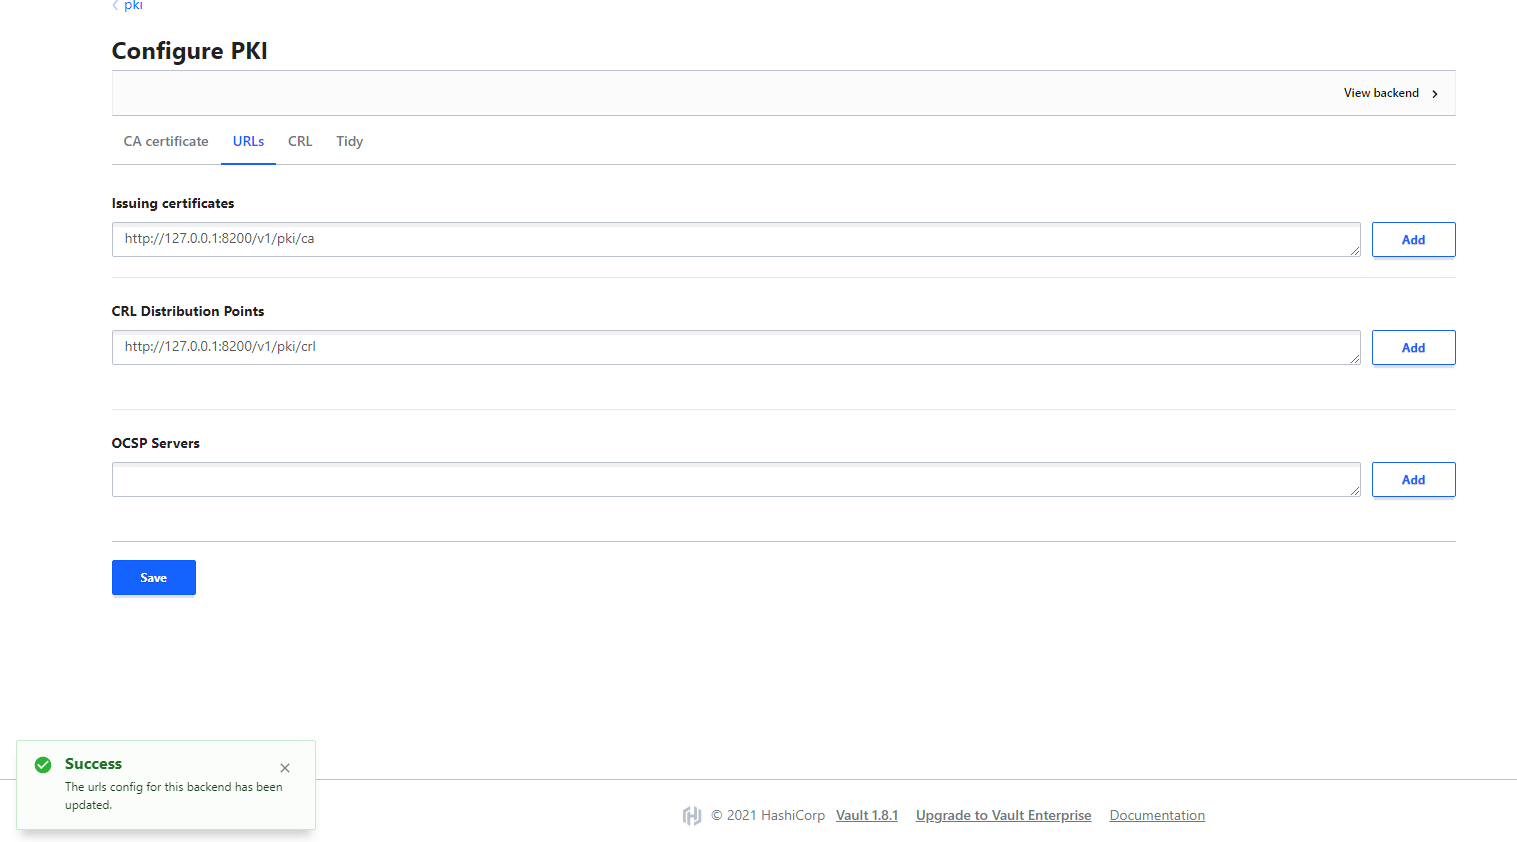 pki
Configure PKI
View backend
CA certificate URLs CRL Tidy
Issuing certificates
http://127.0.0.1:8200/v1/pki/ca Add
CRL Distribution Points
http://127.0.0.1:8200/v1/pki/crl Add
OCSP Servers
Add
Save
Success
The urls config for this backend has been
updated.
© 2021 HashiCorp Vault 1.8.1 Upgrade to Vault Enterprise Documentation